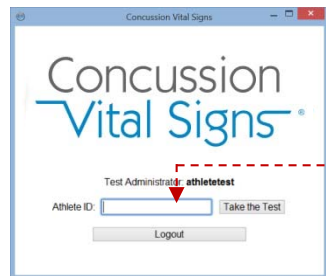 Concussion Vital Signs
Concussion
Vital Signs
Test Administrator: athletetest
Athlete ID:
Take the Test
Logout